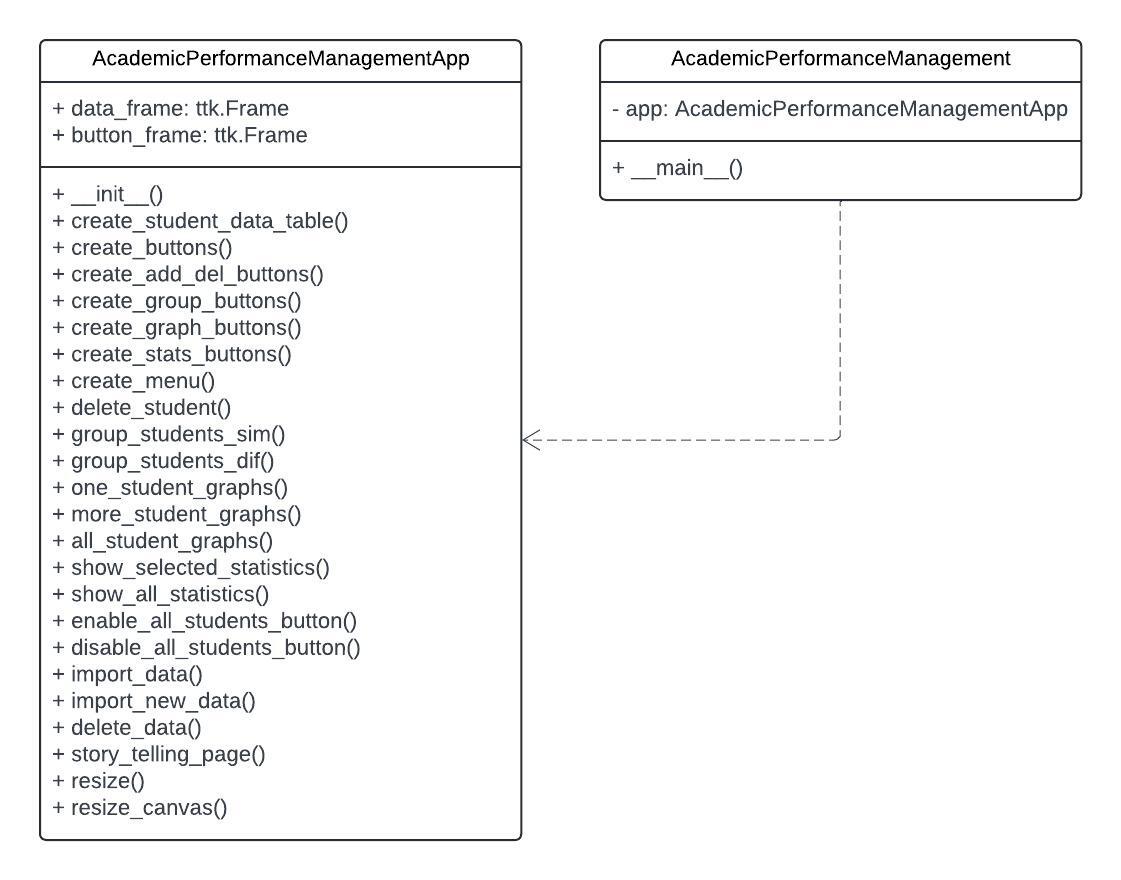 AcademicPerformanceManagementApp
+ data_frame: ttk.Frame
+ button_frame: ttk.Frame
+ __init__()
+ create_student_data_table()
+ create_buttons()
+ create_add_del_buttons()
+ create_group_buttons()
+ create_graph_buttons()
+ create_stats_buttons()
+ create_menu()
+ delete_student()
+ group_students_sim()
+ group_students_dif()
+ one_student_graphs()
+ more_student_graphs()
+ all_student_graphs()
+ show_selected_statistics()
+ show_all_statistics()
+ enable_all_students_button()
+ disable_all_students_button()
+ import_data()
+ import_new_data()
+ delete_data()
+ story_telling_page()
+ resize()
+ resize_canvas()
AcademicPerformanceManagement
- app: AcademicPerformanceManagementApp
+ __main__()